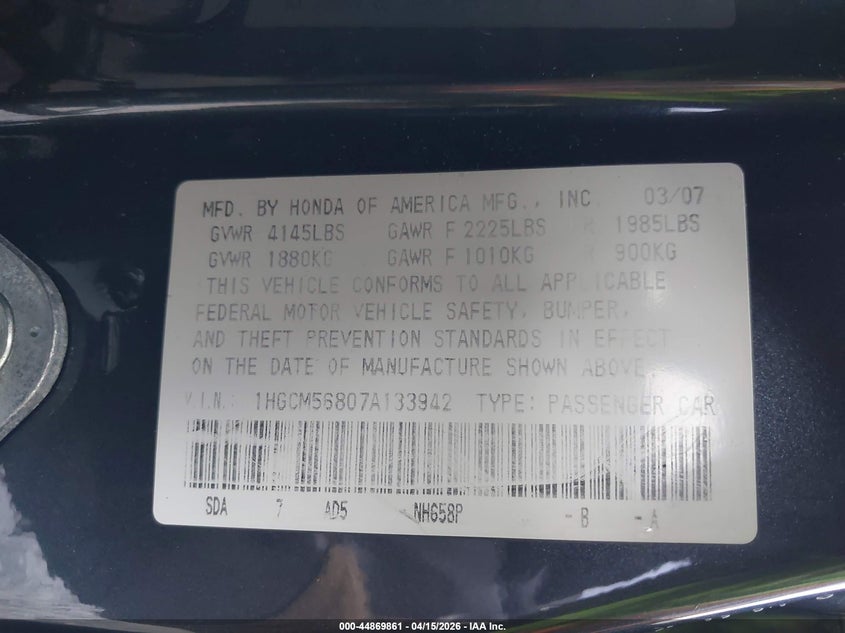 MFD. BY HONDA OF AMERICA MFG., INC. 03/07
GVWR 4145LBS GAWR F 2225LBS R 1985LBS
GVWR 1880KG GAWR F 1010KG R 900KG
THIS VEHICLE CONFORMS TO ALL APPLICABLE
FEDERAL MOTOR VEHICLE SAFETY, BUMPER,
AND THEFT PREVENTION STANDARDS IN EFFECT
ON THE DATE OF MANUFACTURE SHOWN ABOVE.
V.I.N.: 1HGCM56807A133942 TYPE: PASSENGER CAR
SDA 7 AD5 NH658P -B -A
000-44869861 - 04/15/2026 - IAA Inc.